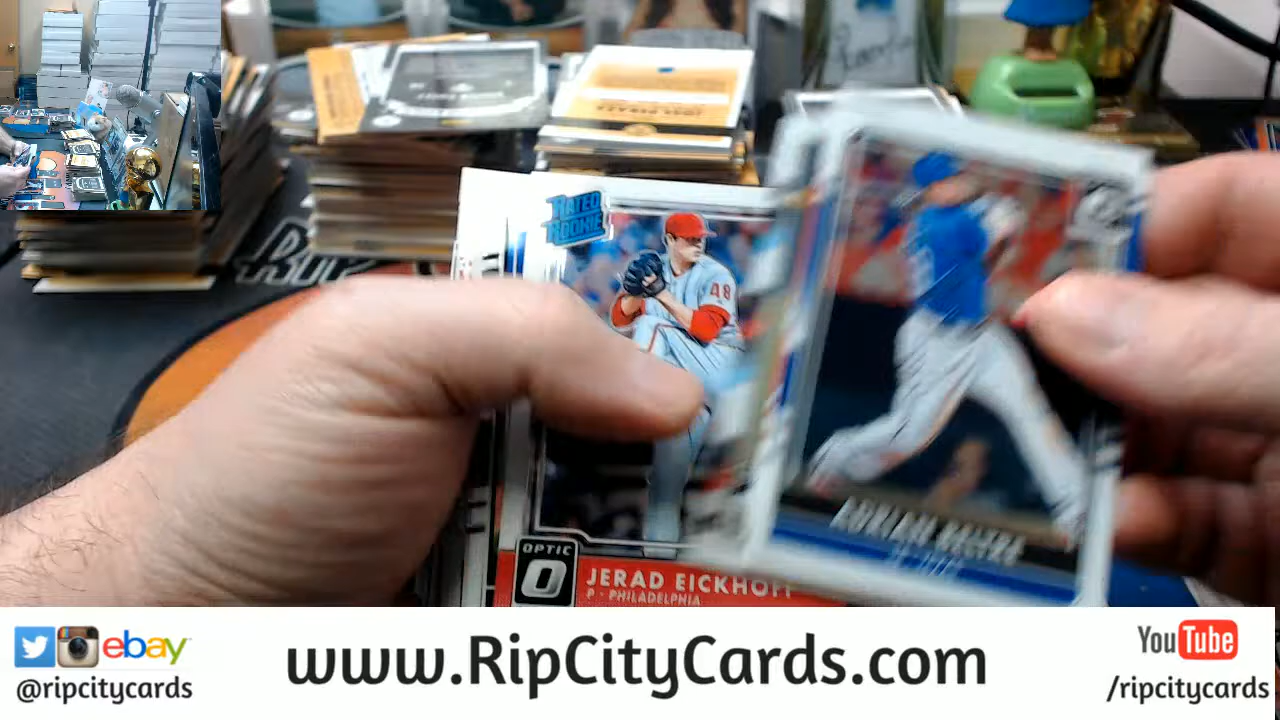 RATED
ROOKIE
48
OPTIC
JERAD EICKHOFF
P - PHILADELPHIA
ebay
@ripcitycards
www.RipCityCards.com
YouTube
/ripcitycards